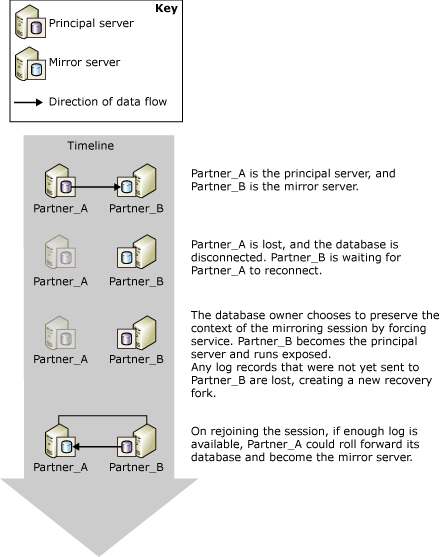 Key
Principal server
Mirror server
Direction of data flow
Timeline
Partner_A
Partner_B
Partner_A is the principal server, and
Partner_B is the mirror server.
Partner_A
Partner_B
Partner_A is lost, and the database is
disconnected. Partner_B is waiting for
Partner_A to reconnect.
Partner_A
Partner_B
The database owner chooses to preserve the
context of the mirroring session by forcing
service. Partner_B becomes the principal
server and runs exposed.
Any log records that were not yet sent to
Partner_B are lost, creating a new recovery
fork.
Partner_A
Partner_B
On rejoining the session, if enough log is
available, Partner_A could roll forward its
database and become the mirror server.